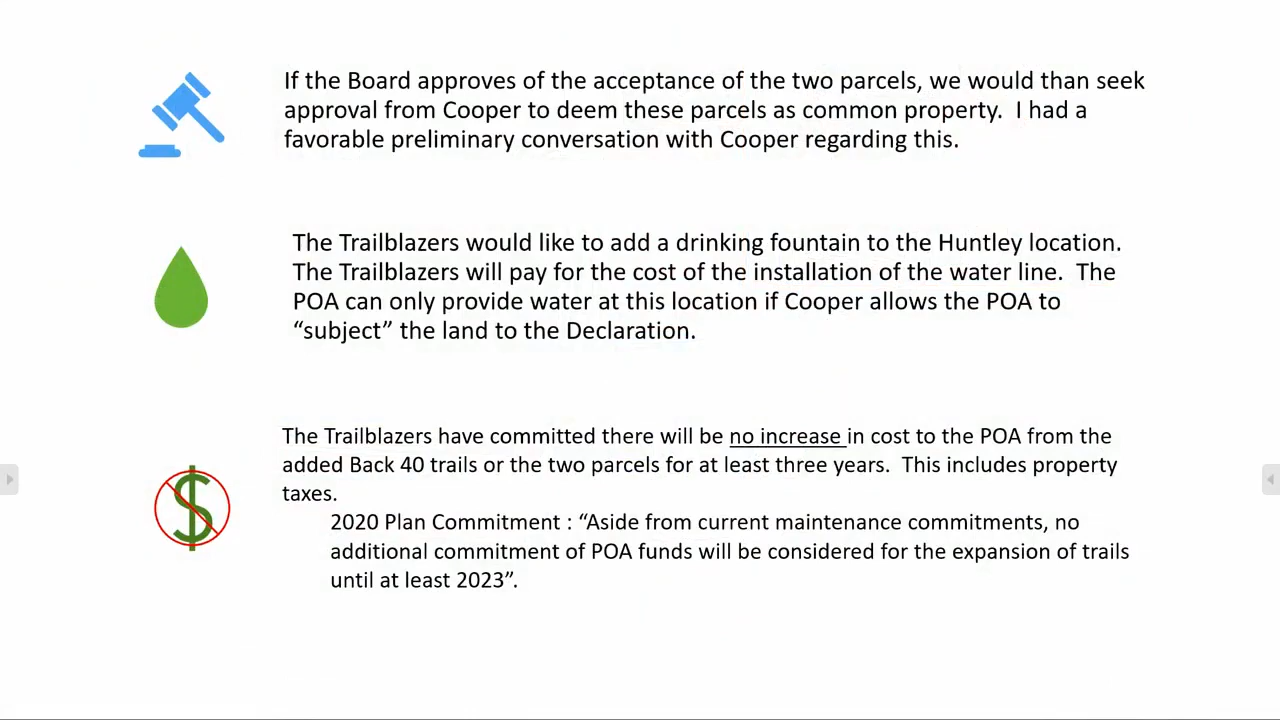 If the Board approves of the acceptance of the two parcels, we would than seek
approval from Cooper to deem these parcels as common property.  I had a
favorable preliminary conversation with Cooper regarding this.
The Trailblazers would like to add a drinking fountain to the Huntley location.
The Trailblazers will pay for the cost of the installation of the water line.  The
POA can only provide water at this location if Cooper allows the POA to
“subject” the land to the Declaration.
The Trailblazers have committed there will be no increase in cost to the POA from the
added Back 40 trails or the two parcels for at least three years.  This includes property
taxes.
2020 Plan Commitment : “Aside from current maintenance commitments, no
additional commitment of POA funds will be considered for the expansion of trails
until at least 2023”.